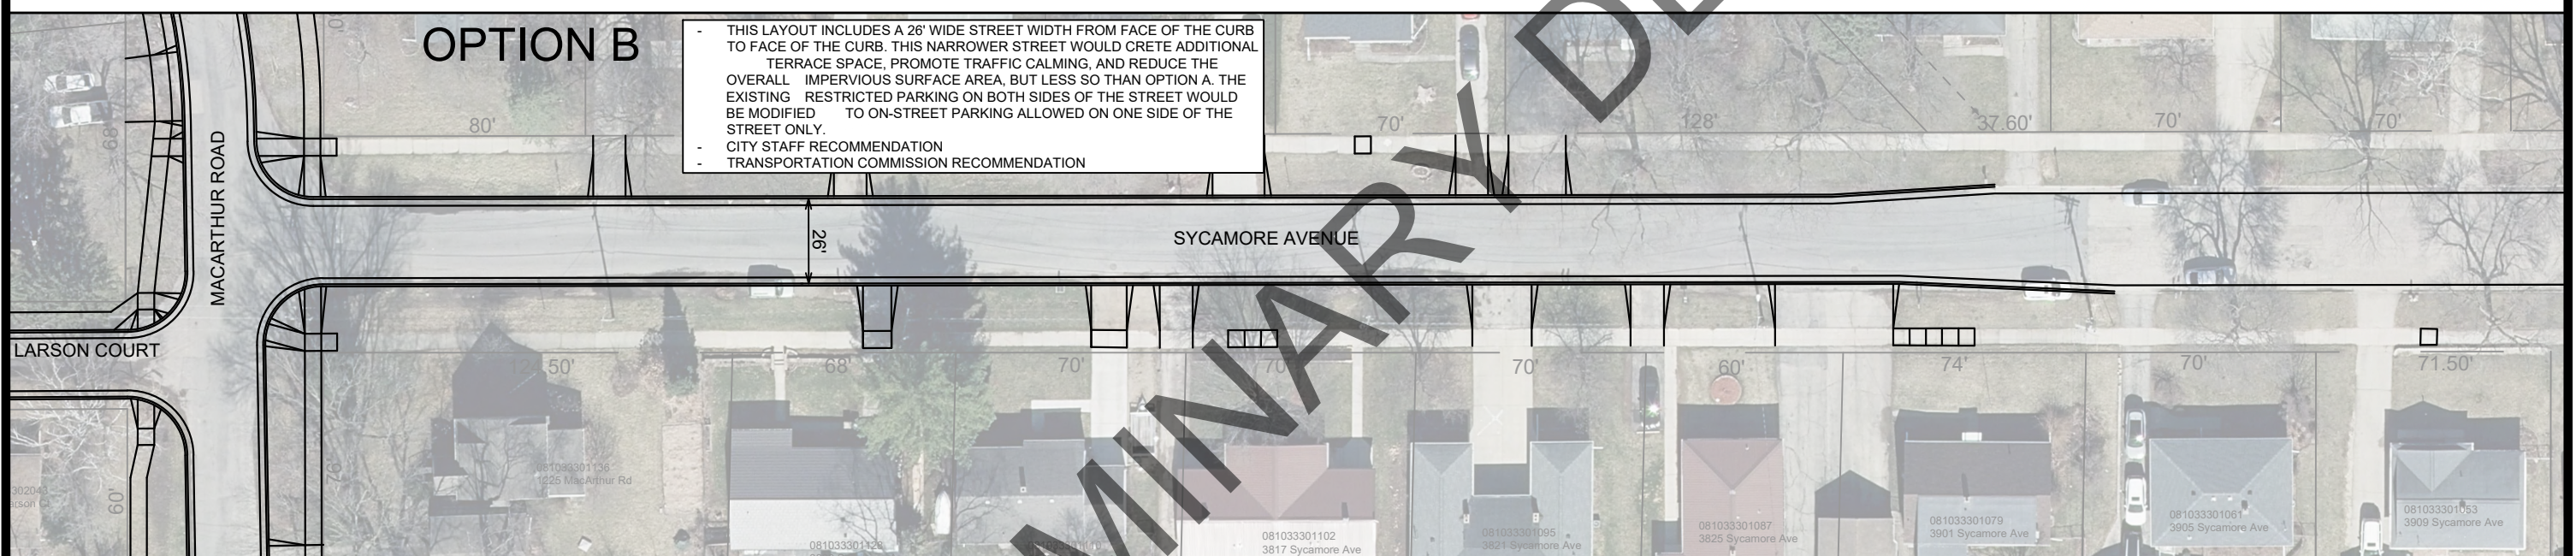 OPTION B
- THIS LAYOUT INCLUDES A 26' WIDE STREET WIDTH FROM FACE OF THE CURB
TO FACE OF THE CURB. THIS NARROWER STREET WOULD CRETE ADDITIONAL
TERRACE SPACE, PROMOTE TRAFFIC CALMING, AND REDUCE THE
OVERALL IMPERVIOUS SURFACE AREA, BUT LESS SO THAN OPTION A. THE
EXISTING RESTRICTED PARKING ON BOTH SIDES OF THE STREET WOULD
BE MODIFIED TO ON-STREET PARKING ALLOWED ON ONE SIDE OF THE
STREET ONLY.
- CITY STAFF RECOMMENDATION
- TRANSPORTATION COMMISSION RECOMMENDATION
80'
70'
128'
37.60'
70'
70'
89'
MACARTHUR ROAD
26'
SYCAMORE AVENUE
LARSON COURT
50'
68'
70'
70'
70'
60'
74'
70'
71.50'
60'
081033301136
1225 MacArthur Rd
081033301102
3817 Sycamore Ave
081033301095
3821 Sycamore Ave
081033301087
3825 Sycamore Ave
081033301079
3901 Sycamore Ave
081033301061
3905 Sycamore Ave
081033301053
3909 Sycamore Ave
MINARY